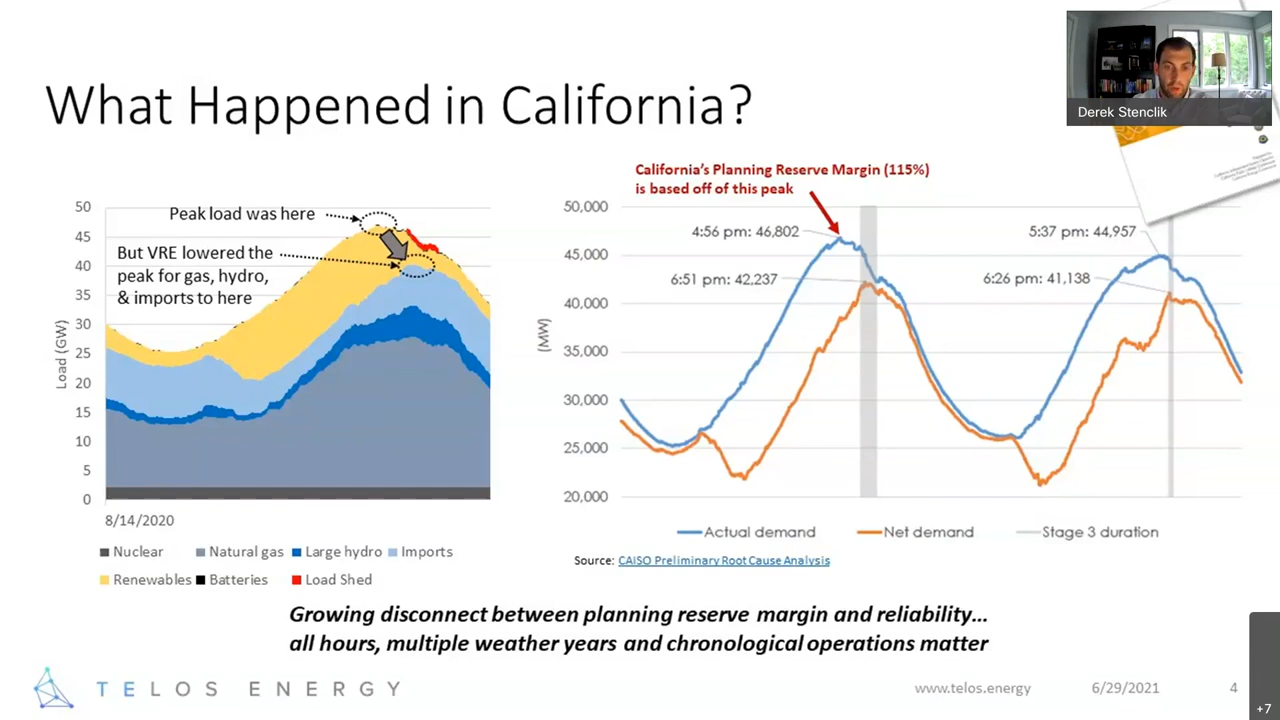 Derek Stenclik
What Happened in California?
50
45
40
35
30
25
20
15
10
5
0
Load (GW)
Peak load was here
But VRE lowered the
peak for gas, hydro,
& imports to here
8/14/2020
Nuclear Natural gas Large hydro Imports
Renewables Batteries Load Shed
California's Planning Reserve Margin (115%)
is based off of this peak
50,000
45,000
40,000
35,000
30,000
25,000
20,000
(MW)
4:56 pm: 46,802
5:37 pm: 44,957
6:51 pm: 42,237
6:26 pm: 41,138
Actual demand Net demand Stage 3 duration
Source: CAISO Preliminary Root Cause Analysis
Growing disconnect between planning reserve margin and reliability...
all hours, multiple weather years and chronological operations matter
TELOS ENERGY
www.telos.energy 6/29/2021 4
+7